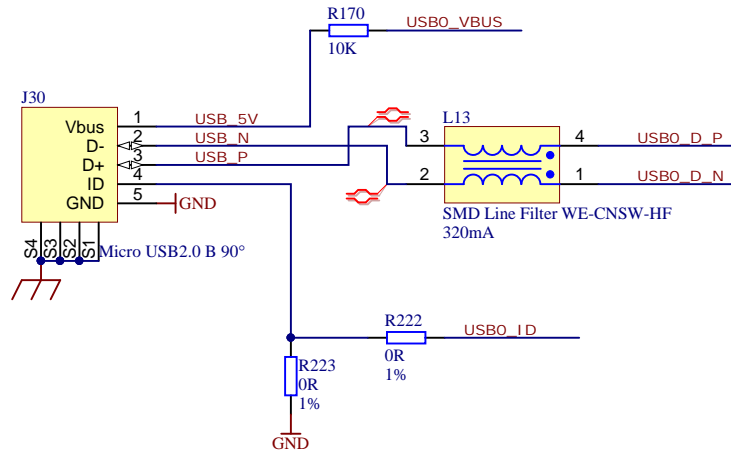 R170
USB0_VBUS
10K
J30
1
USB_5V
L13
Vbus
2
USB_N
3
4
USB0_D_P
D-
3
USB_P
D+
4
2
1
USB0_D_N
ID
5
GND
GND
SMD Line Filter WE-CNSW-HF
320mA
S4
S3
S2
S1
Micro USB2.0 B 90°
R222
USB0_ID
0R
1%
R223
0R
1%
GND